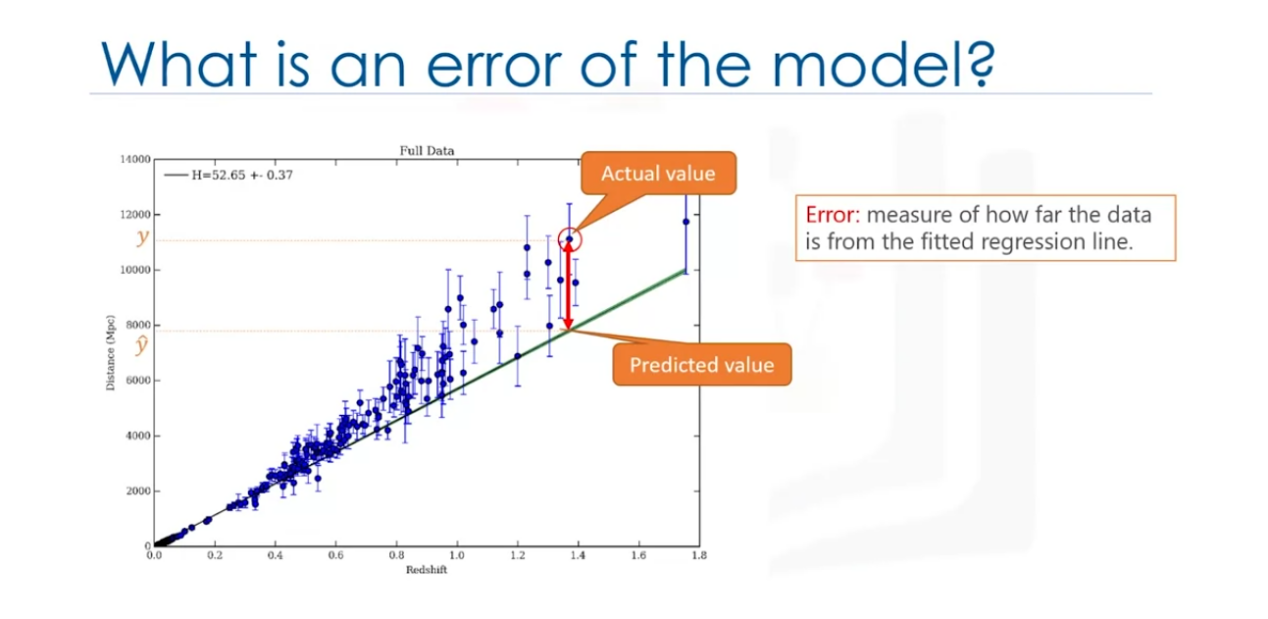 What is an error of the model?
Full Data
14000
H=52.65 +- 0.37
Actual value
Error: measure of how far the data
is from the fitted regression line.
12000
y
10000
8000
ŷ
Predicted value
Distance (Mpc)
6000
4000
2000
0
0.0 0.2 0.4 0.6 0.8 1.0 1.2 1.4 1.6 1.8
Redshift